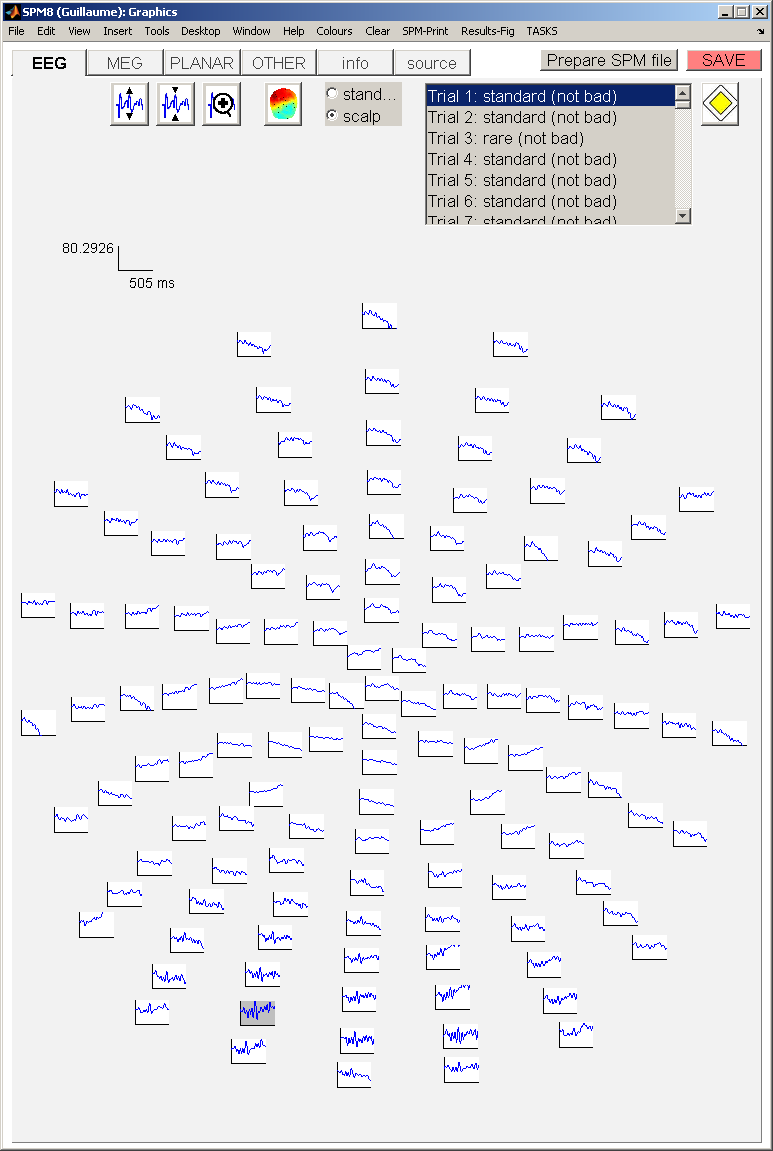 SPM8 (Guillaume): Graphics
File Edit View Insert Tools Desktop Window Help Colours Clear SPM-Print Results-Fig TASKS
EEG MEG PLANAR OTHER info source Prepare SPM file SAVE
stand...
scalp
Trial 1: standard (not bad)
Trial 2: standard (not bad)
Trial 3: rare (not bad)
Trial 4: standard (not bad)
Trial 5: standard (not bad)
Trial 6: standard (not bad)
Trial 7: standard (not bad)
80.2926
505 ms